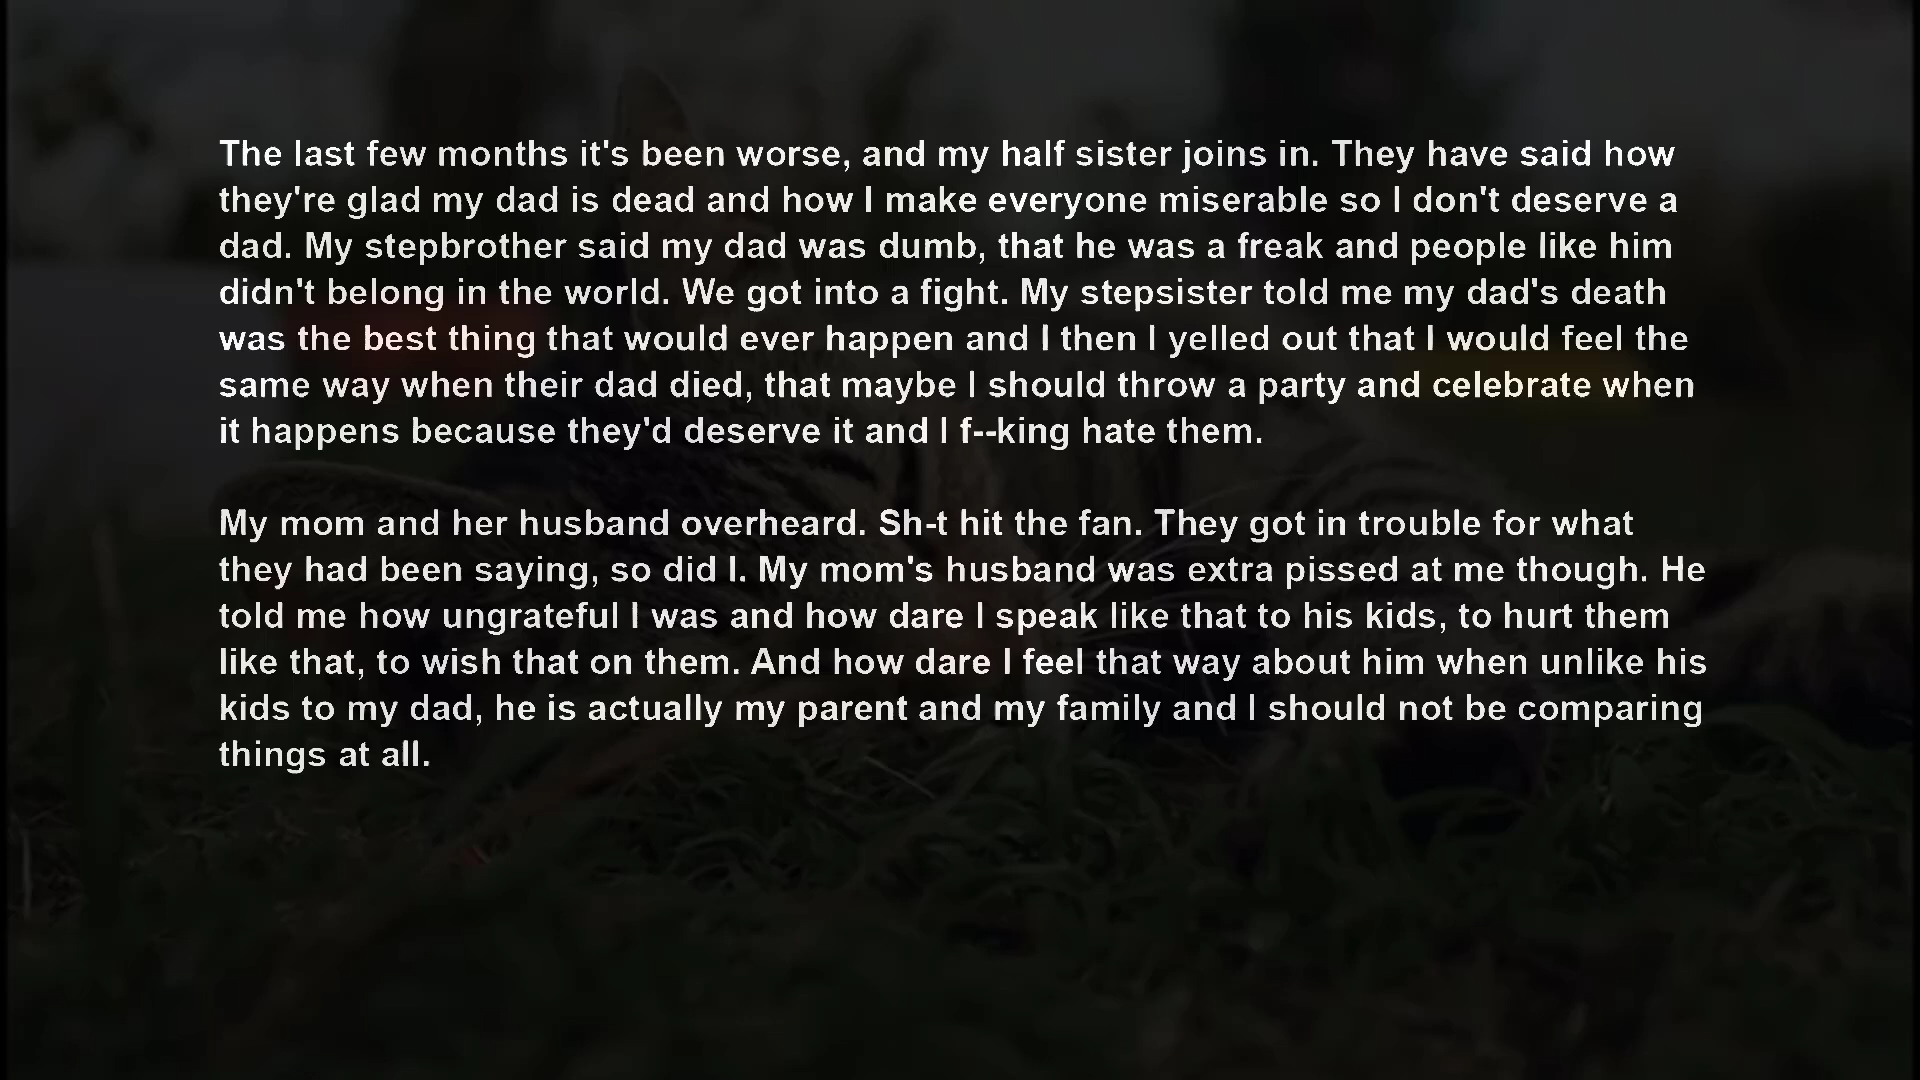 The last few months it's been worse, and my half sister joins in. They have said how
they're glad my dad is dead and how I make everyone miserable so I don't deserve a
dad. My stepbrother said my dad was dumb, that he was a freak and people like him
didn't belong in the world. We got into a fight. My stepsister told me my dad's death
was the best thing that would ever happen and I then I yelled out that I would feel the
same way when their dad died, that maybe I should throw a party and celebrate when
it happens because they'd deserve it and I f--king hate them.
My mom and her husband overheard. Sh-t hit the fan. They got in trouble for what
they had been saying, so did I. My mom's husband was extra pissed at me though. He
told me how ungrateful I was and how dare I speak like that to his kids, to hurt them
like that, to wish that on them. And how dare I feel that way about him when unlike his
kids to my dad, he is actually my parent and my family and I should not be comparing
things at all.